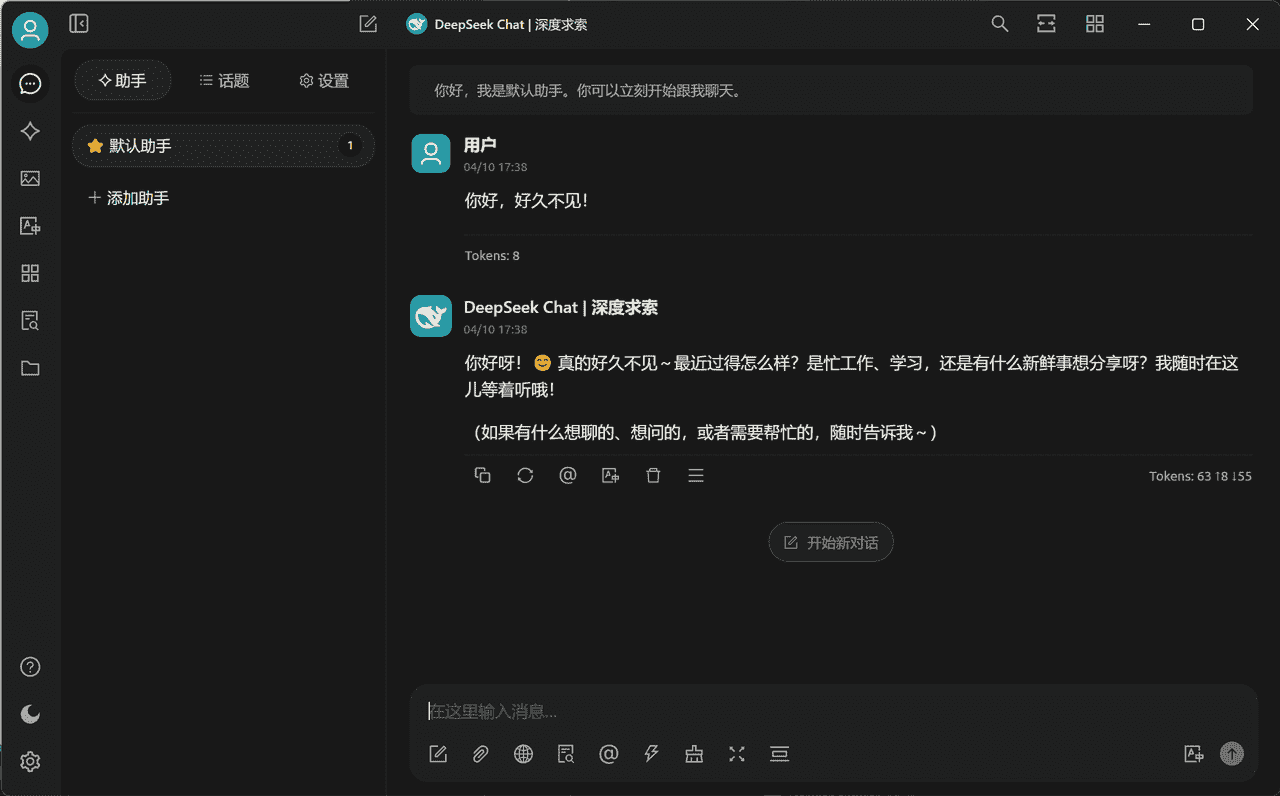 DeepSeek Chat | 深度求索
助手
话题
设置
默认助手
1
添加助手
你好，我是默认助手。你可以立刻开始跟我聊天。
用户
04/10 17:38
你好，好久不见！
Tokens: 8
DeepSeek Chat | 深度求索
04/10 17:38
你好呀！😊 真的好久不见～最近过得怎么样？是忙工作、学习，还是有什么新鲜事想分享呀？我随时在这
儿等着听哦！
（如果有什么想聊的、想问的，或者需要帮忙的，随时告诉我～）
Tokens: 63 ↑8 ↓55
开始新对话
在这里输入消息...